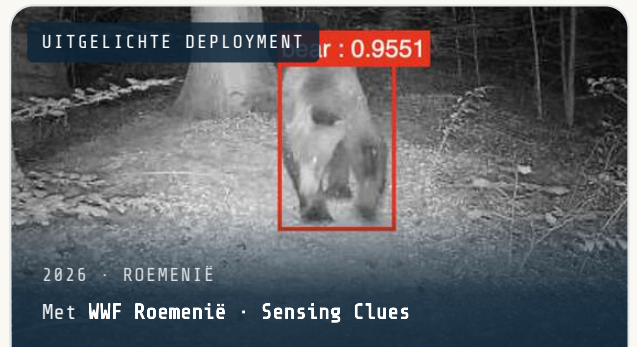 UITGELICHTE DEPLOYMENT
: 0.9551
2026 · ROEMENIË
Met WWF Roemenië · Sensing Clues